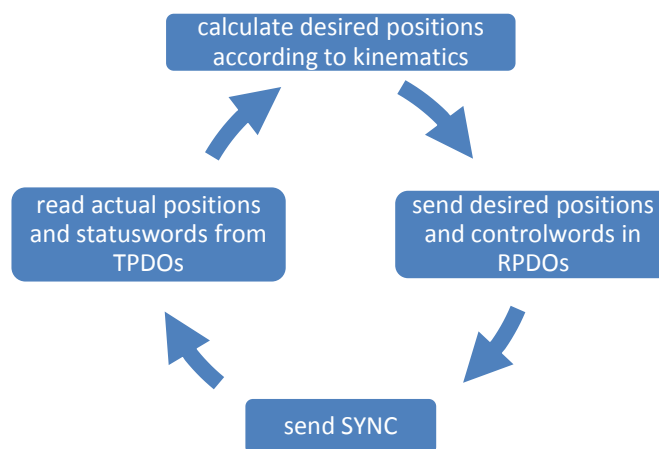 calculate desired positions
according to kinematics
read actual positions
and statuswords from
TPDOs
send desired positions
and controlwords in
RPDOs
send SYNC